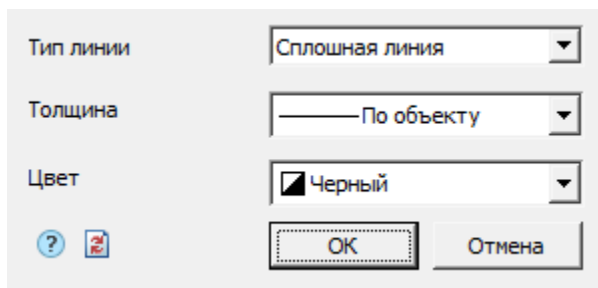 Тип линии Сплошная линия
Толщина По объекту
Цвет Черный
? OK Отмена